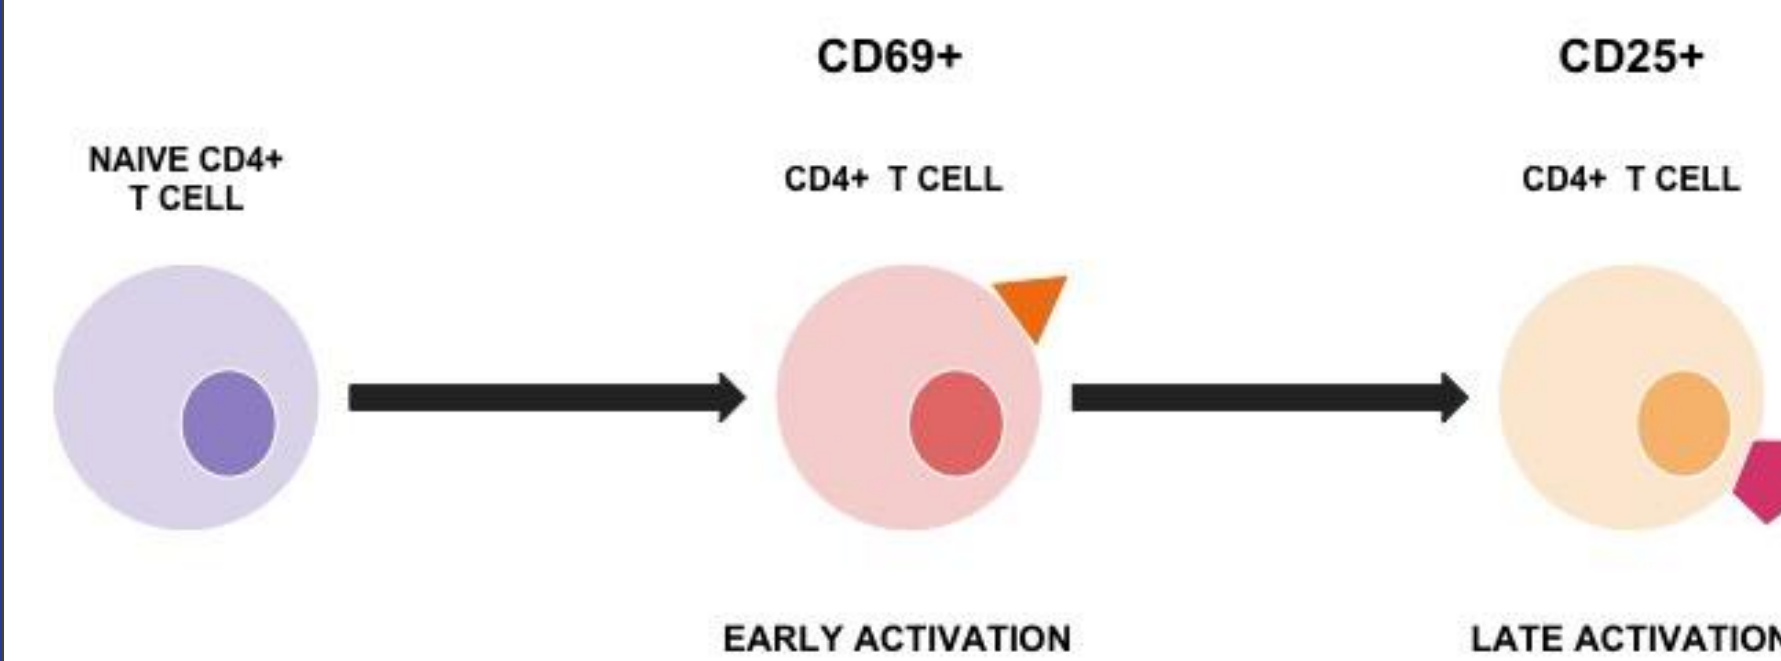 CD69+
CD25+
NAIVE CD4+
T CELL
CD4+ T CELL
CD4+ T CELL
EARLY ACTIVATION
LATE ACTIVATION